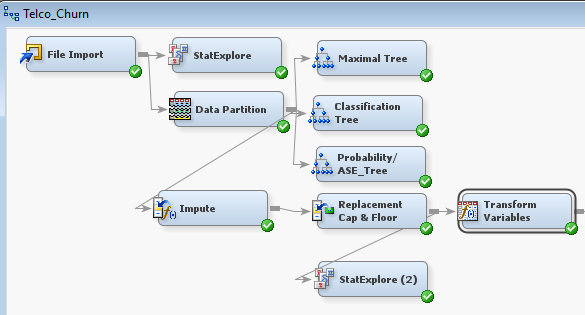 Telco_Churn
File Import
StatExplore
Maximal Tree
Data Partition
Classification
Tree
Probability/
ASE_Tree
Impute
Replacement
Cap & Floor
Transform
Variables
StatExplore (2)